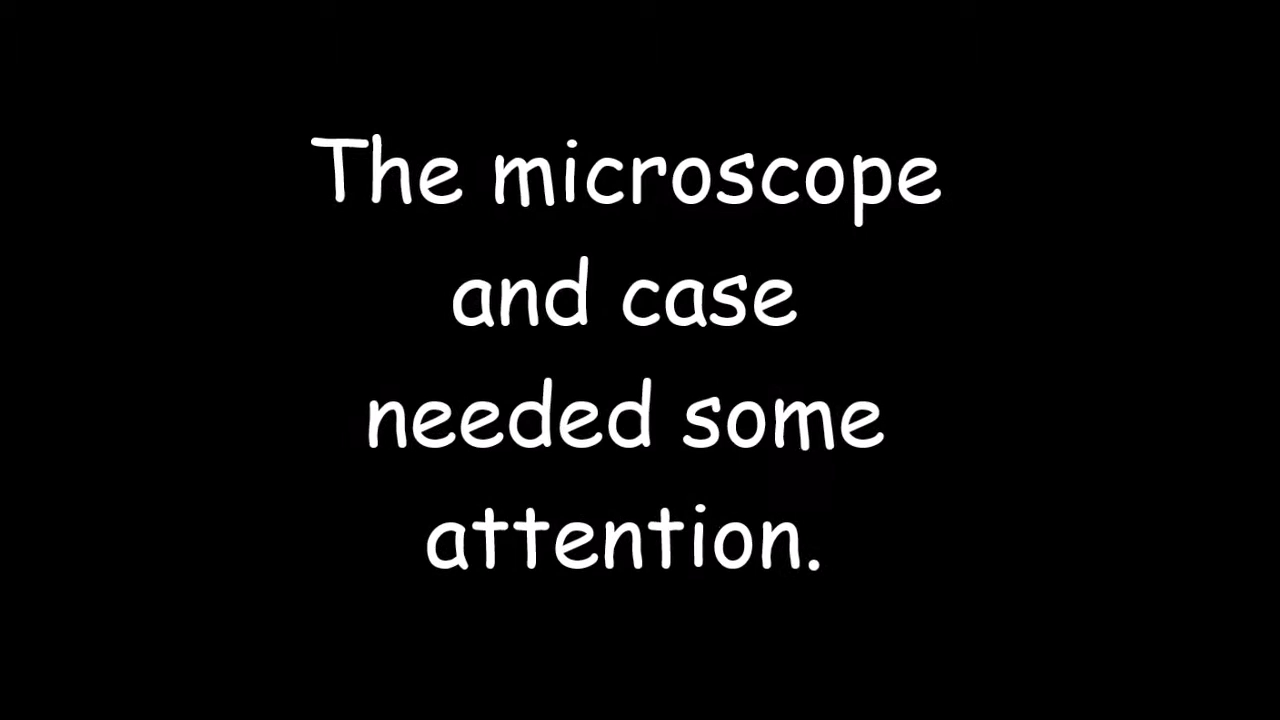 The microscope
and case
needed some
attention.